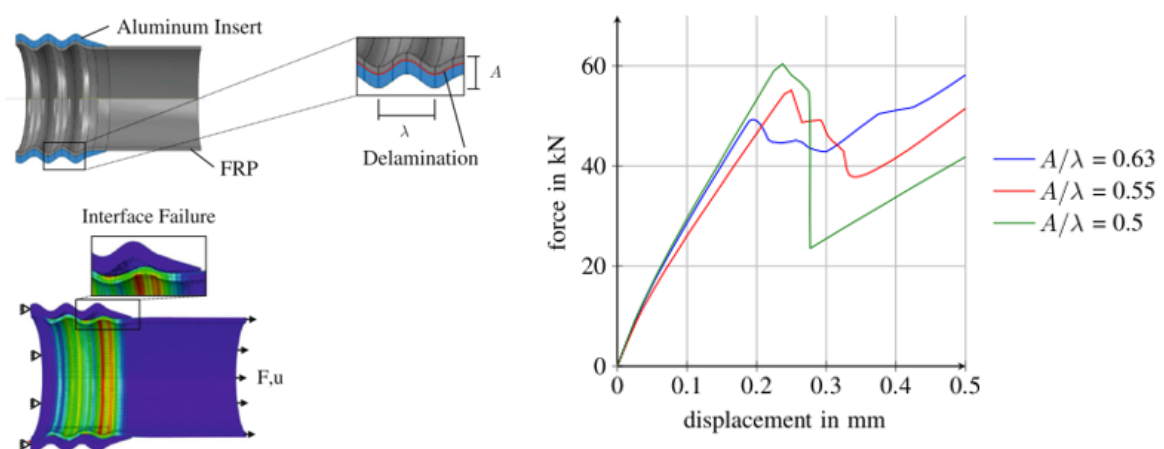 Aluminum Insert
A
λ
Delamination
FRP
Interface Failure
F,u
force in kN
60
40
20
0
0
0.1
0.2
0.3
0.4
0.5
displacement in mm
A/λ = 0.63
A/λ = 0.55
A/λ = 0.5